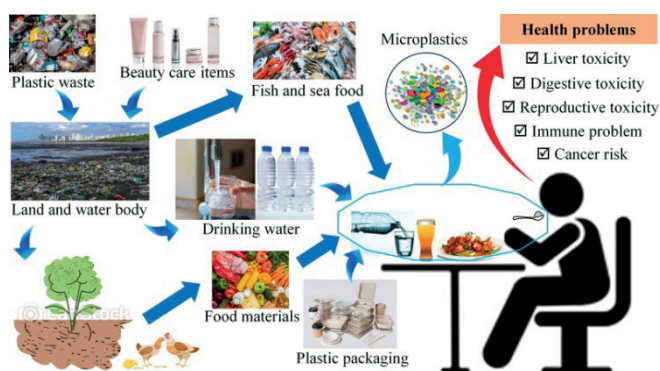 Plastic waste
Beauty care items
Fish and sea food
Microplastics
Health problems
☑ Liver toxicity
☑ Digestive toxicity
☑ Reproductive toxicity
☑ Immune problem
☑ Cancer risk
Land and water body
Drinking water
Food materials
Plastic packaging